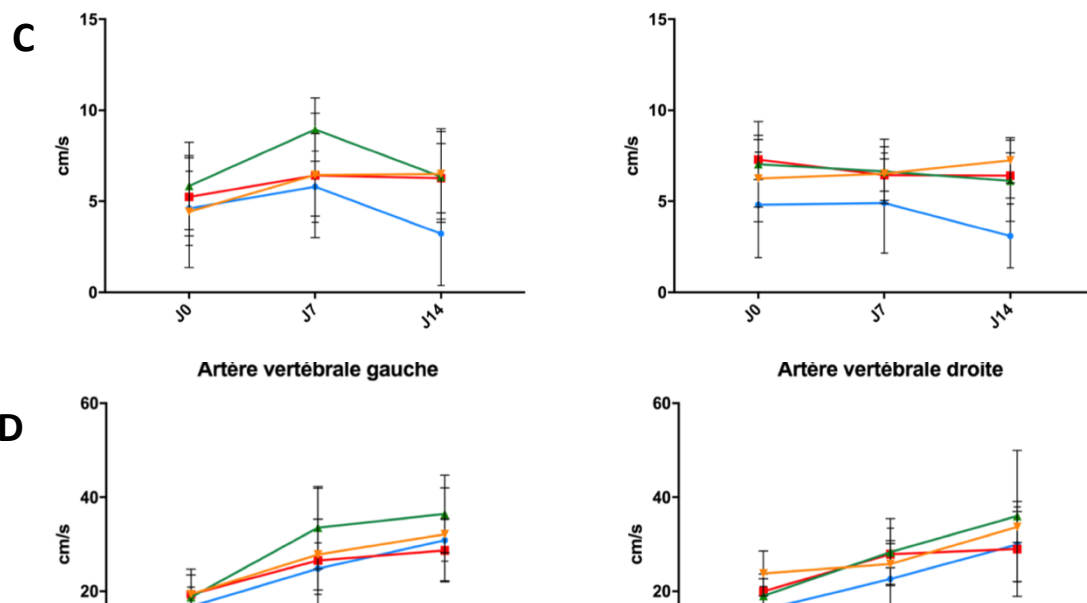 C
15 15
10 10
cm/s cm/s
5 5
0 0
J0 J7 J14 J0 J7 J14
Artère vertébrale gauche Artère vertébrale droite
D
60 60
40 40
cm/s cm/s
20 20